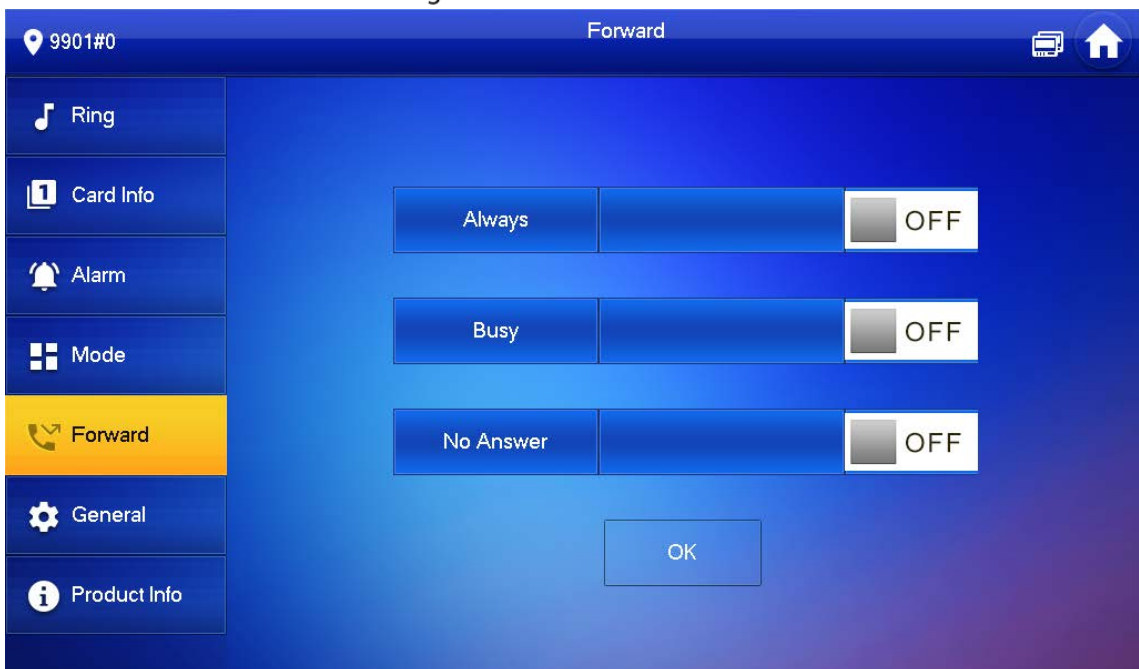 9901#0
Forward
Ring
Card Info
Alarm
Mode
Forward
General
Product Info
Always
OFF
Busy
OFF
No Answer
OFF
OK